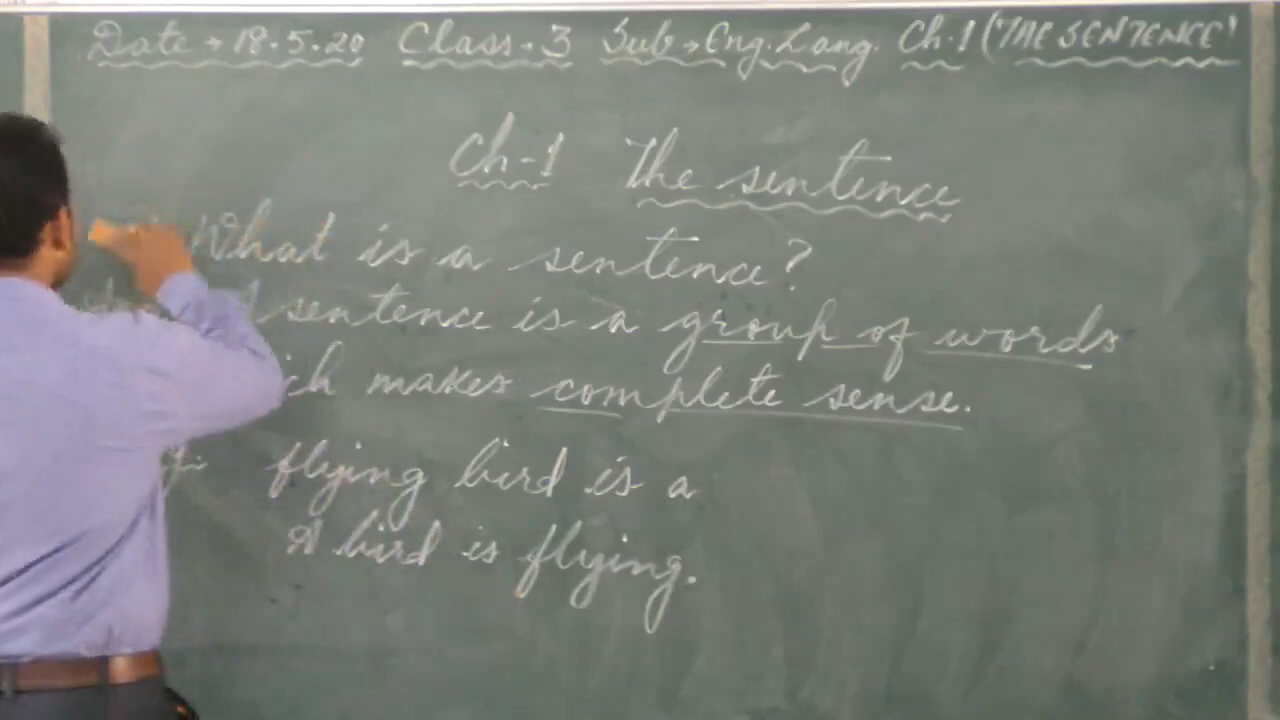 Date → 18.5.20 Class - 3 Sub → Eng. Lang. Ch. 1 (THE SENTENCE)
Ch-1 The sentence
What is a sentence?
A sentence is a group of words
ich makes complete sense.
flying bird is a
A bird is flying.